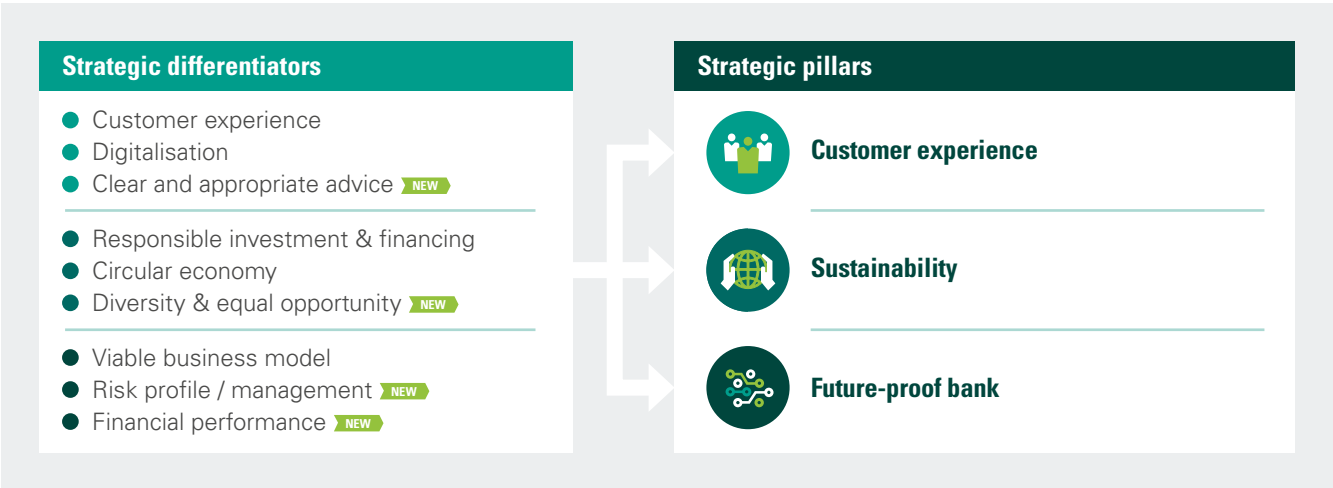 Strategic differentiators
Customer experience
Digitalisation
Clear and appropriate advice NEW
Responsible investment & financing
Circular economy
Diversity & equal opportunity NEW
Viable business model
Risk profile / management NEW
Financial performance NEW
Strategic pillars
Customer experience
Sustainability
Future-proof bank